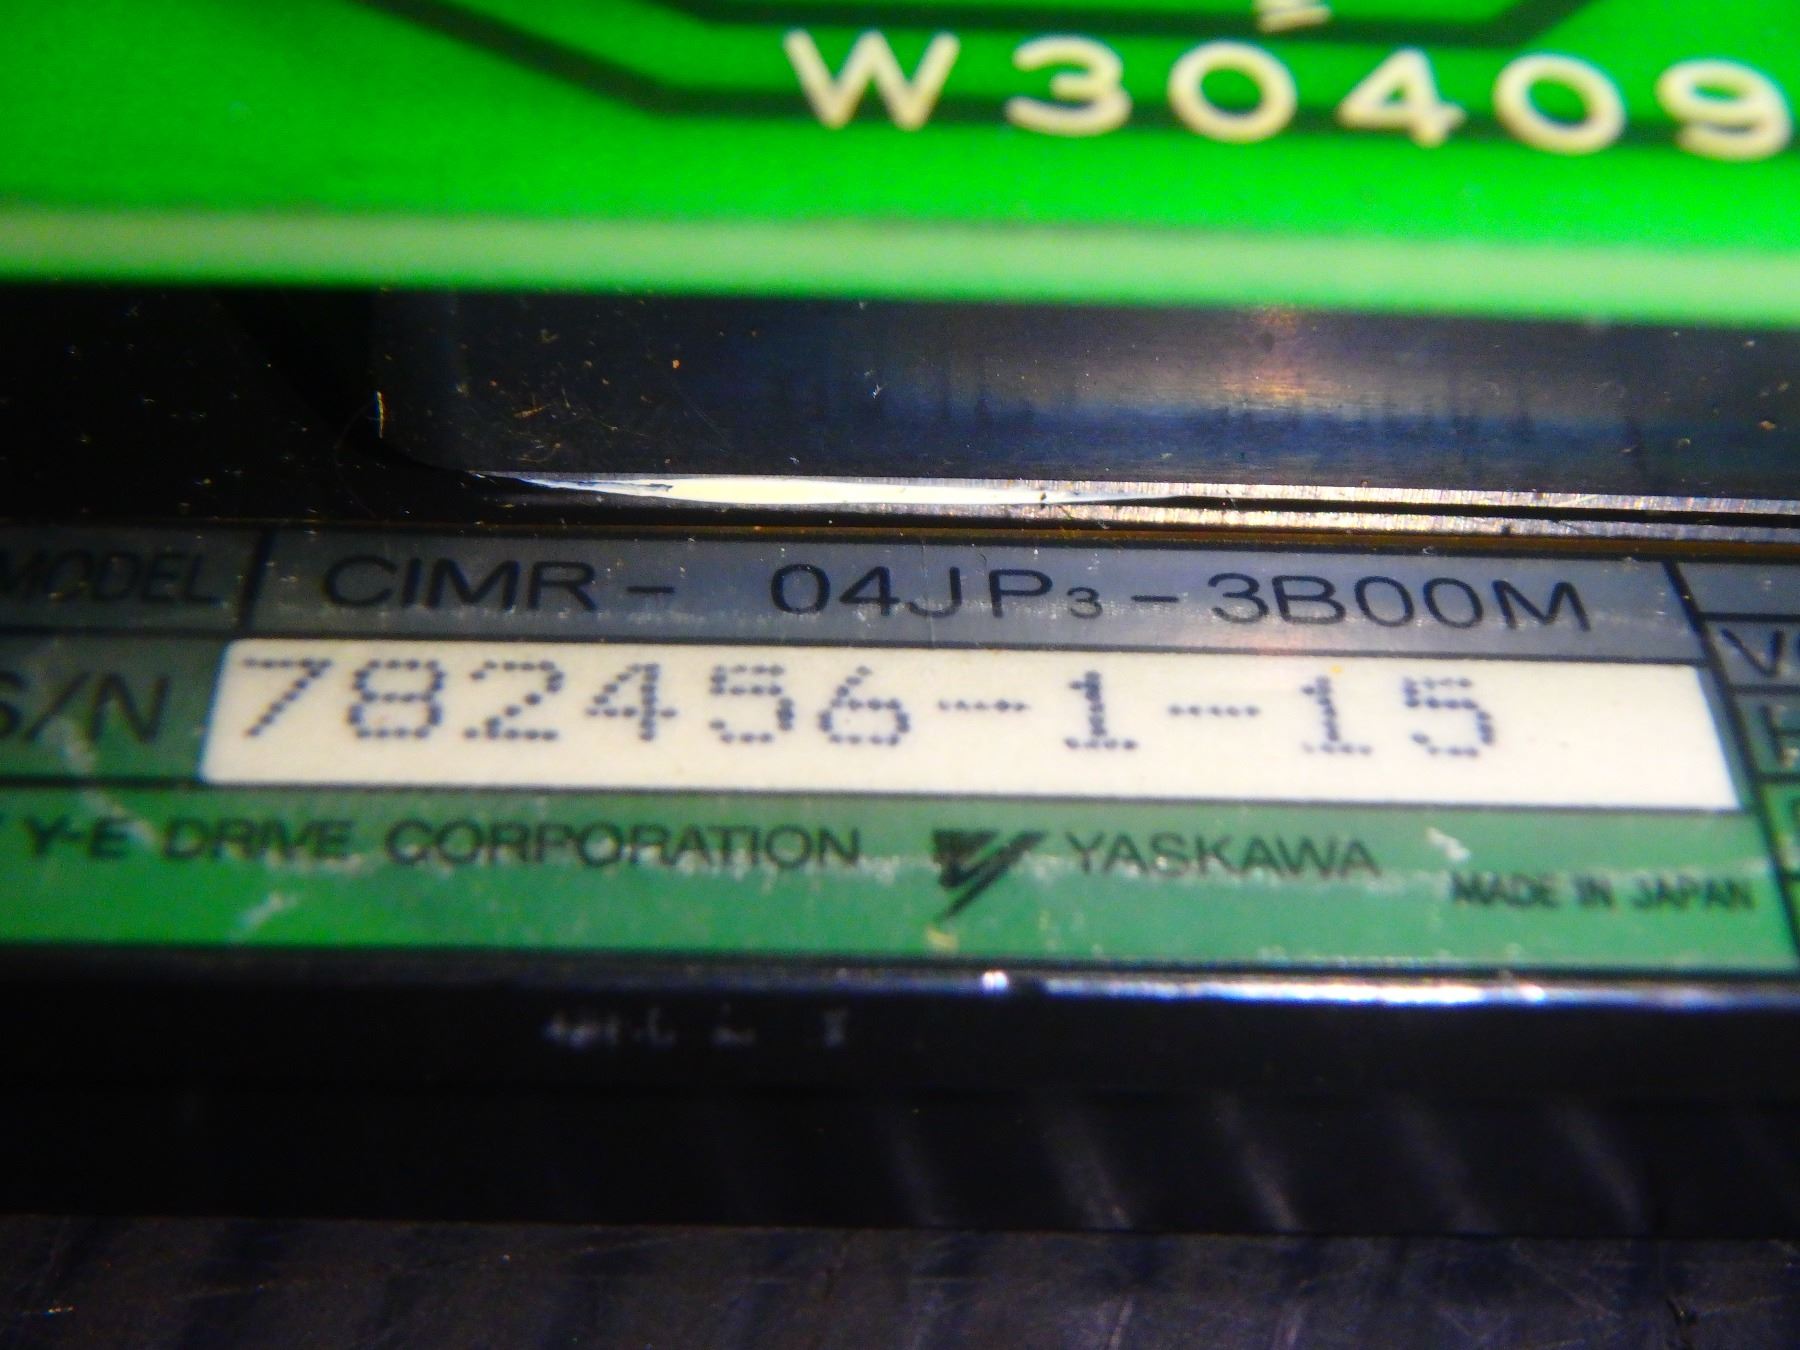 W30409
MODEL CIMR- 04JP3-3B00M
S/N 782456-1-15
Y-E DRIVE CORPORATION YASKAWA MADE IN JAPAN